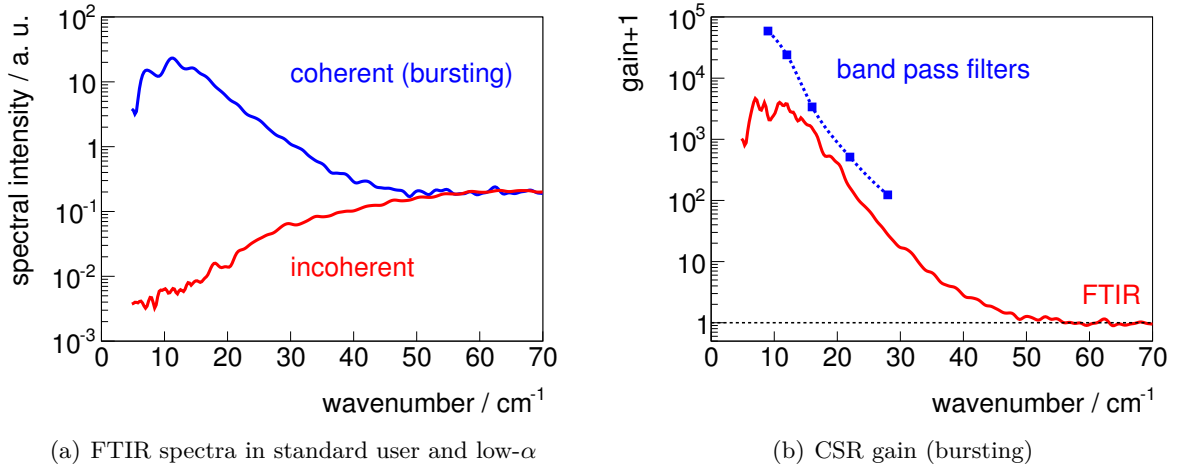 spectral intensity / a. u.
10²
10
1
10⁻¹
10⁻²
10⁻³
coherent (bursting)
incoherent
0 10 20 30 40 50 60 70
wavenumber / cm⁻¹
(a) FTIR spectra in standard user and low-α
gain+1
10⁵
10⁴
10³
10²
10
1
band pass filters
FTIR
0 10 20 30 40 50 60 70
wavenumber / cm⁻¹
(b) CSR gain (bursting)